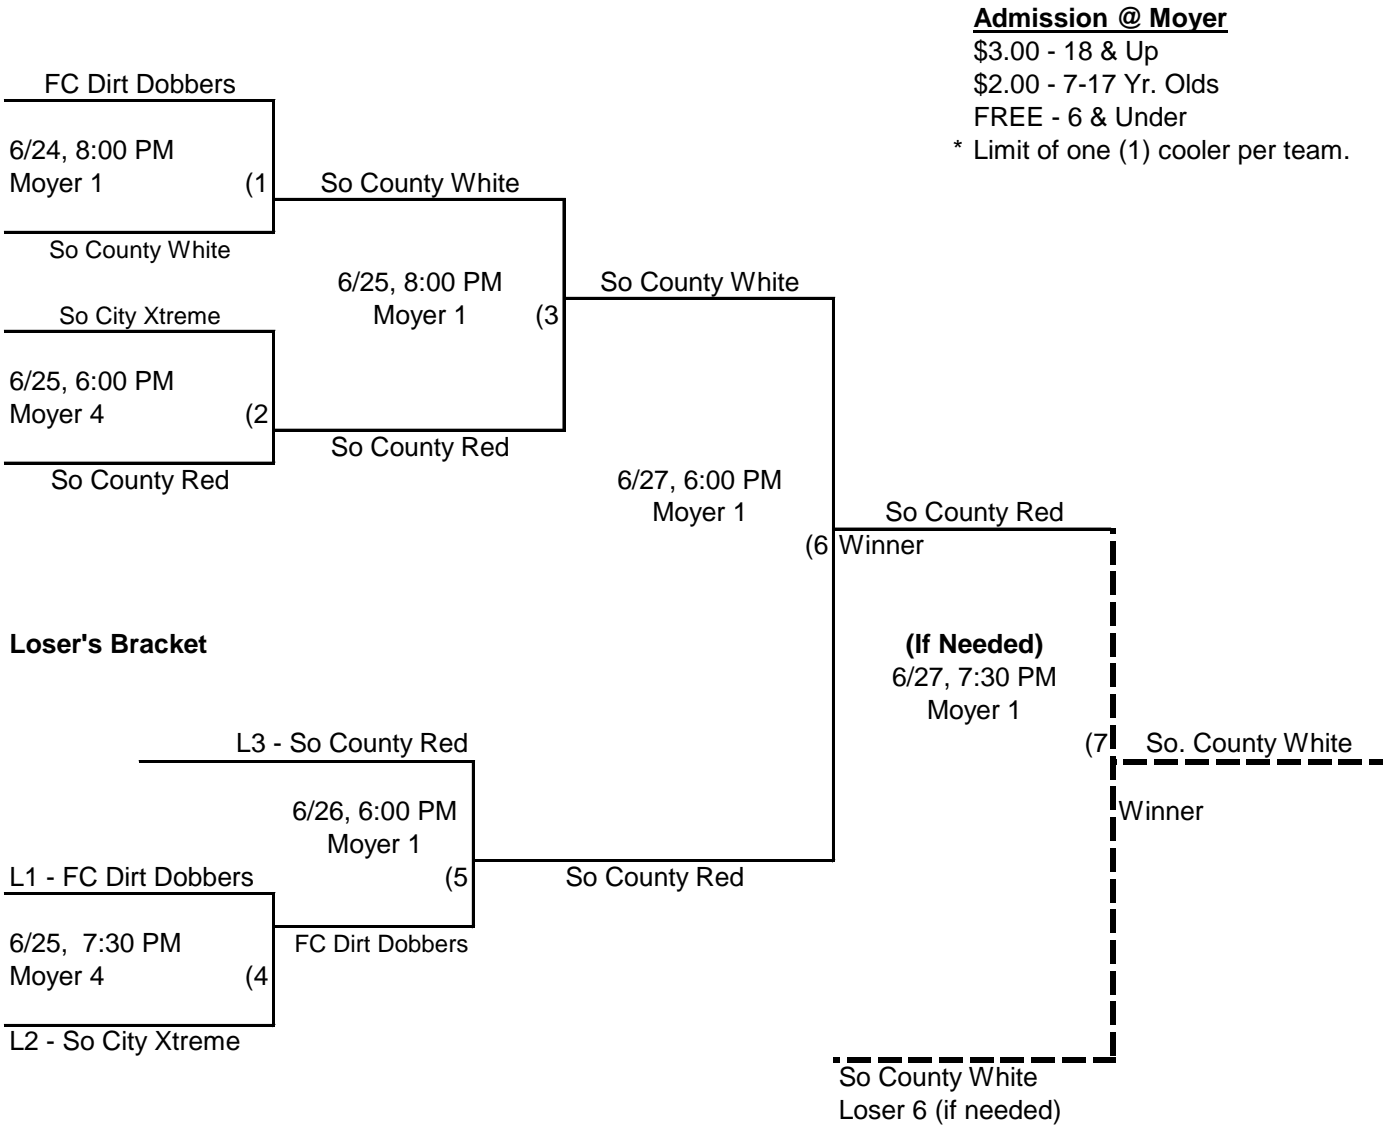 Admission @ Moyer
$3.00 - 18 & Up
$2.00 - 7-17 Yr. Olds
FREE - 6 & Under
* Limit of one (1) cooler per team.
FC Dirt Dobbers
6/24, 8:00 PM
Moyer 1 (1
So County White
So County White
6/25, 8:00 PM
Moyer 1 (3
So County White
So City Xtreme
6/25, 6:00 PM
Moyer 4 (2
So County Red
So County Red
6/27, 6:00 PM
Moyer 1
(6
So County Red
Winner
Loser's Bracket
(If Needed)
6/27, 7:30 PM
Moyer 1
(7
So. County White
Winner
L3 - So County Red
6/26, 6:00 PM
Moyer 1
(5
So County Red
L1 - FC Dirt Dobbers
6/25,  7:30 PM
Moyer 4 (4
FC Dirt Dobbers
L2 - So City Xtreme
So County White
Loser 6 (if needed)